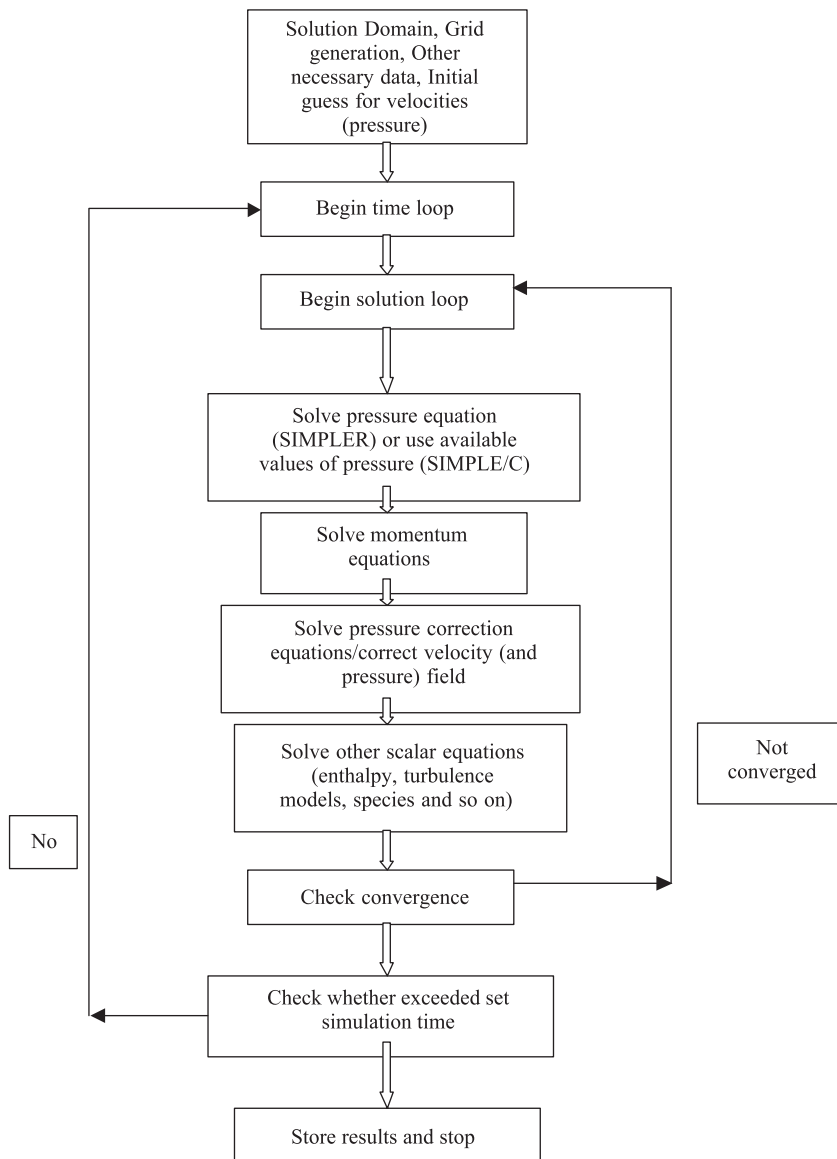 Solution Domain, Grid
generation, Other
necessary data, Initial
guess for velocities
(pressure)
Begin time loop
Begin solution loop
Solve pressure equation
(SIMPLER) or use available
values of pressure (SIMPLE/C)
Solve momentum
equations
Solve pressure correction
equations/correct velocity (and
pressure) field
Solve other scalar equations
(enthalpy, turbulence
models, species and so on)
Not
converged
No
Check convergence
Check whether exceeded set
simulation time
Store results and stop